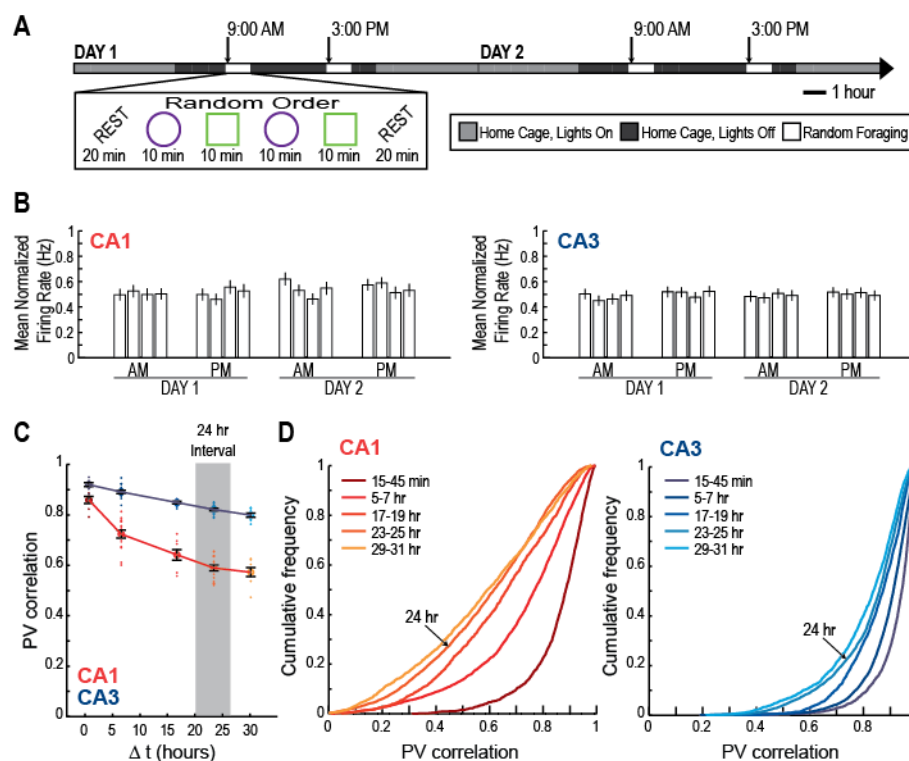 A
9:00 AM 3:00 PM 9:00 AM 3:00 PM
DAY 1 DAY 2
1 hour
Random Order
REST REST
20 min 10 min 10 min 10 min 10 min 20 min
Home Cage, Lights On Home Cage, Lights Off Random Foraging
B
CA1
Mean Normalized
Firing Rate (Hz)
1
0.8
0.6
0.4
0.2
0
AM PM AM PM
DAY 1 DAY 2
CA3
Mean Normalized
Firing Rate (Hz)
1
0.8
0.6
0.4
0.2
0
AM PM AM PM
DAY 1 DAY 2
C
24 hr
Interval
PV correlation
1
0.8
0.6
0.4
0.2
0
CA1
CA3
0 5 10 15 20 25 30
Δ t (hours)
D
CA1
Cumulative frequency
1
0.8
0.6
0.4
0.2
0
15-45 min
5-7 hr
17-19 hr
23-25 hr
29-31 hr
24 hr
0 0.2 0.4 0.6 0.8 1
PV correlation
CA3
Cumulative frequency
1
0.8
0.6
0.4
0.2
0
15-45 min
5-7 hr
17-19 hr
23-25 hr
29-31 hr
24 hr
0 0.2 0.4 0.6 0.8
PV correlation